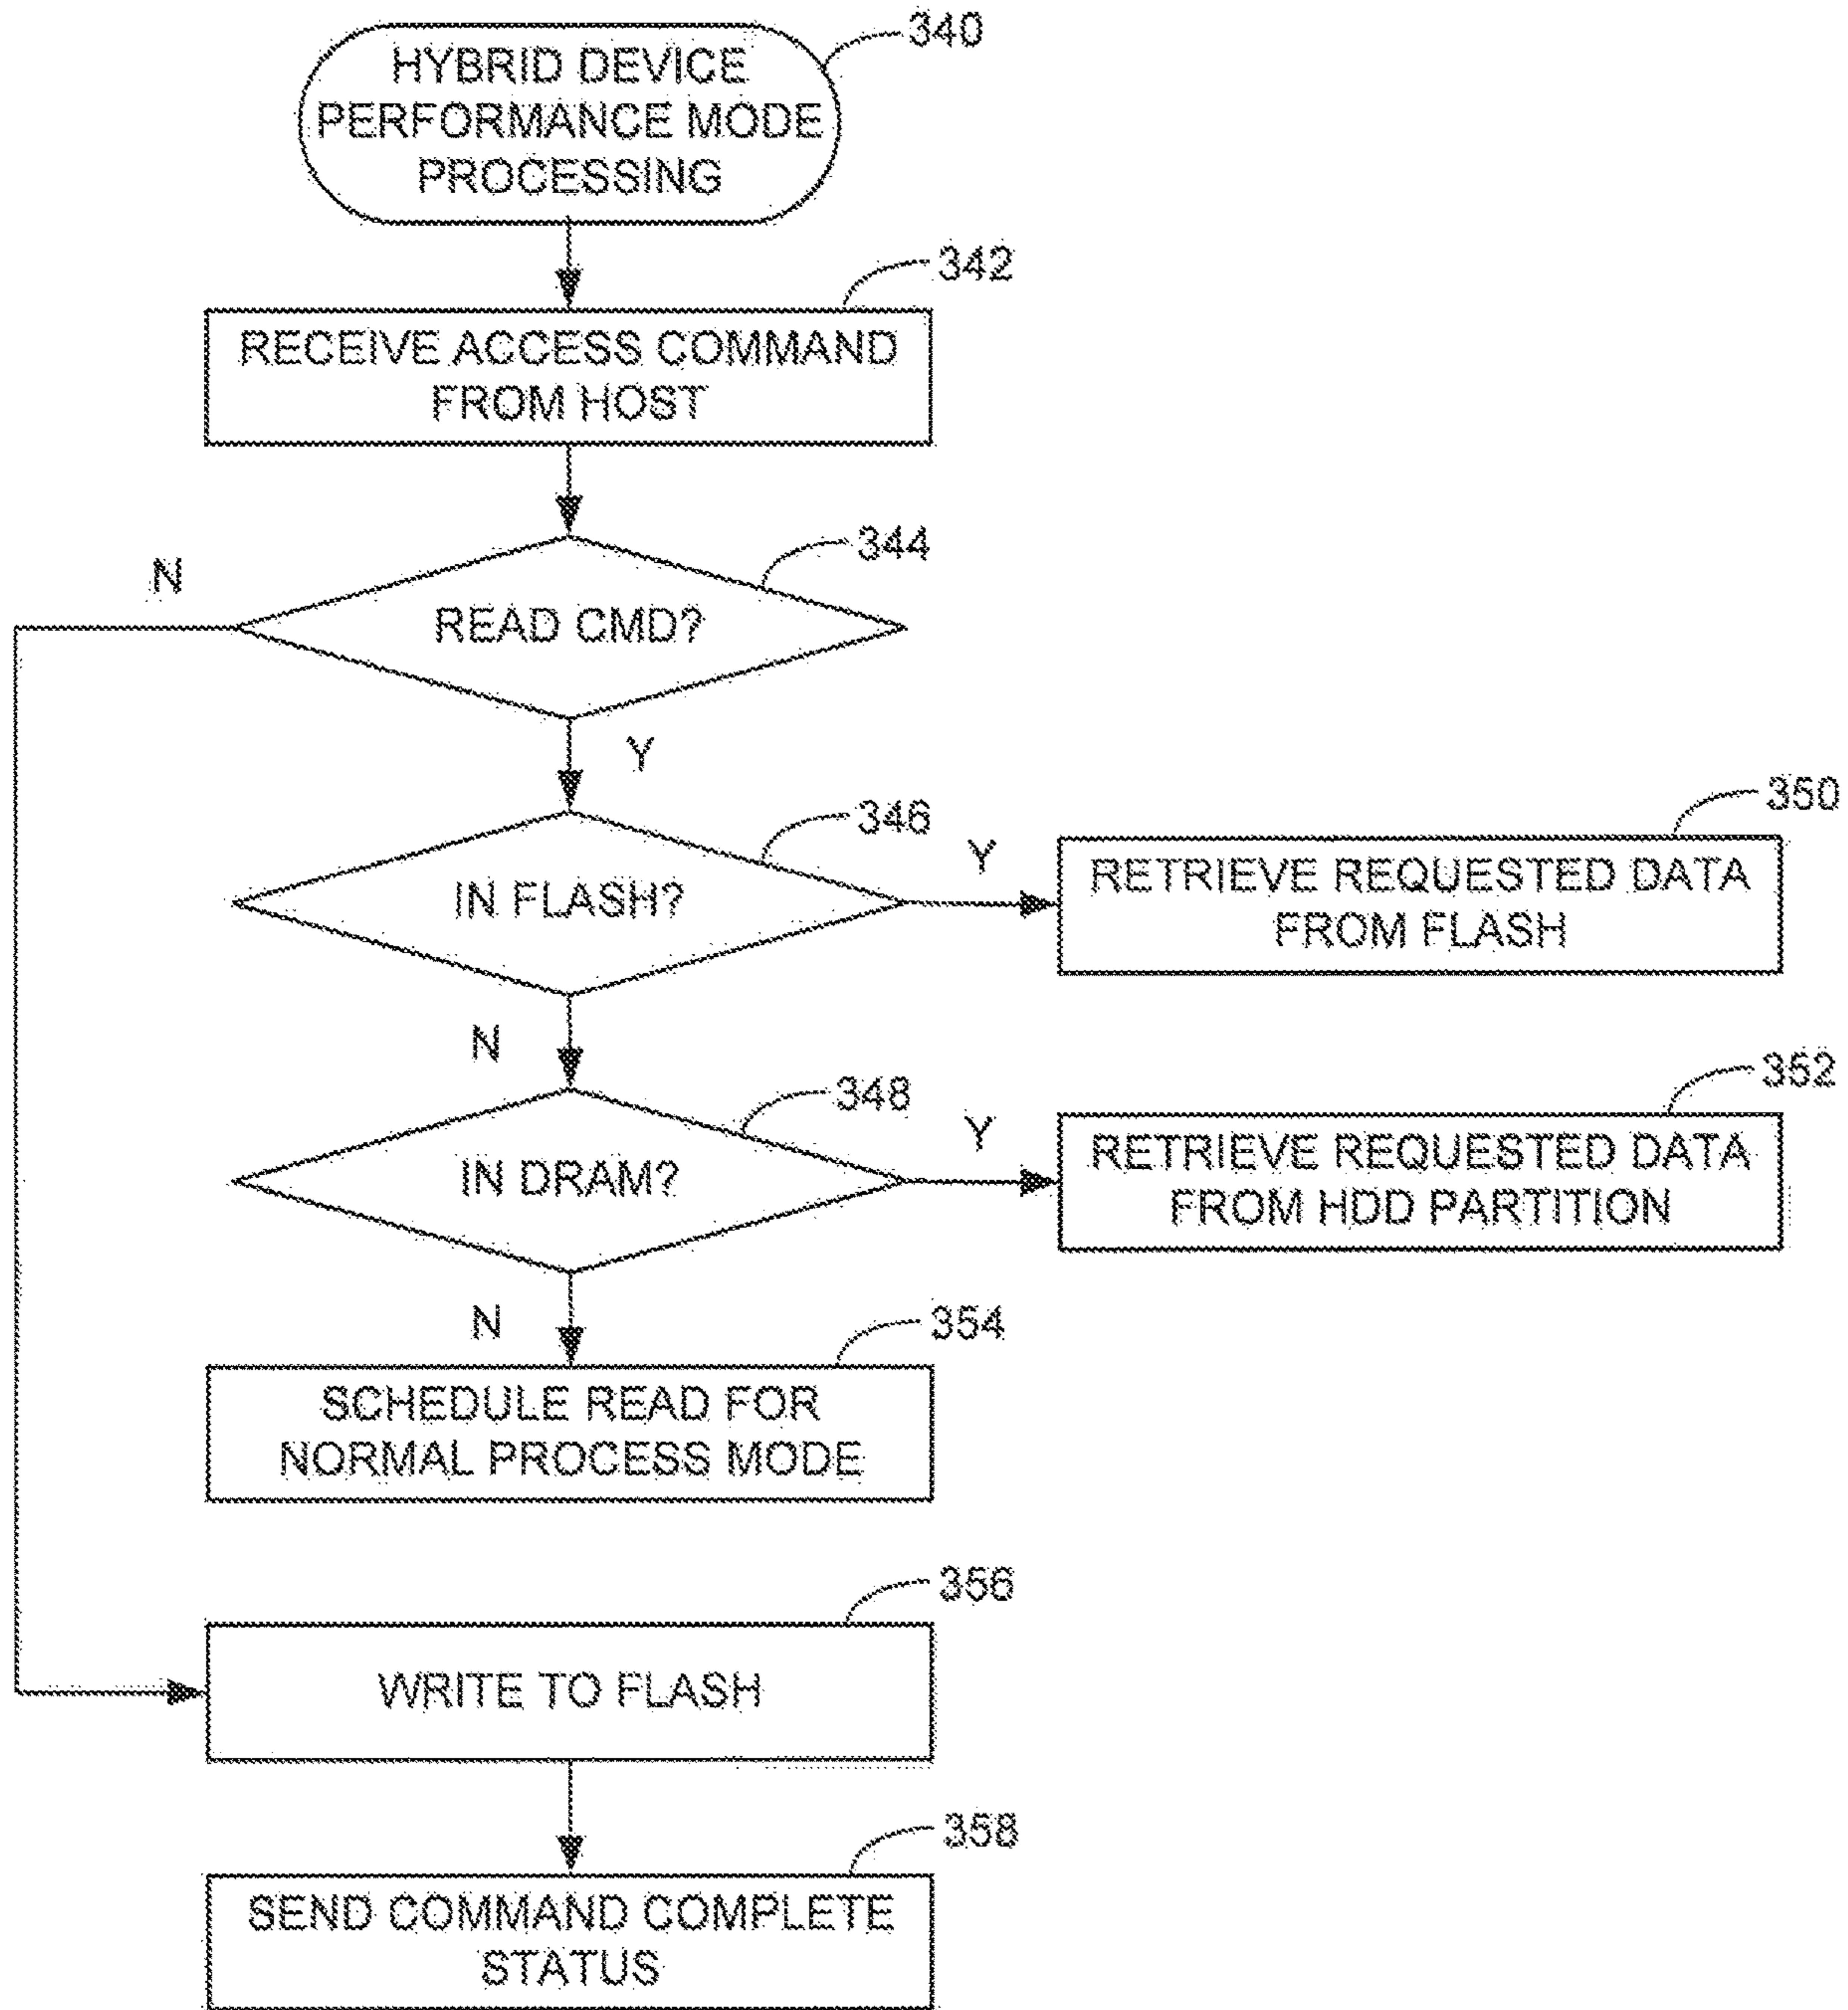 340
HYBRID DEVICE
PERFORMANCE MODE
PROCESSING
342
RECEIVE ACCESS COMMAND
FROM HOST
344
N
READ CMD?
Y
346
350
Y
RETRIEVE REQUESTED DATA
FROM FLASH
IN FLASH?
N
348
352
Y
RETRIEVE REQUESTED DATA
FROM HDD PARTITION
IN DRAM?
N
354
SCHEDULE READ FOR
NORMAL PROCESS MODE
356
WRITE TO FLASH
358
SEND COMMAND COMPLETE
STATUS